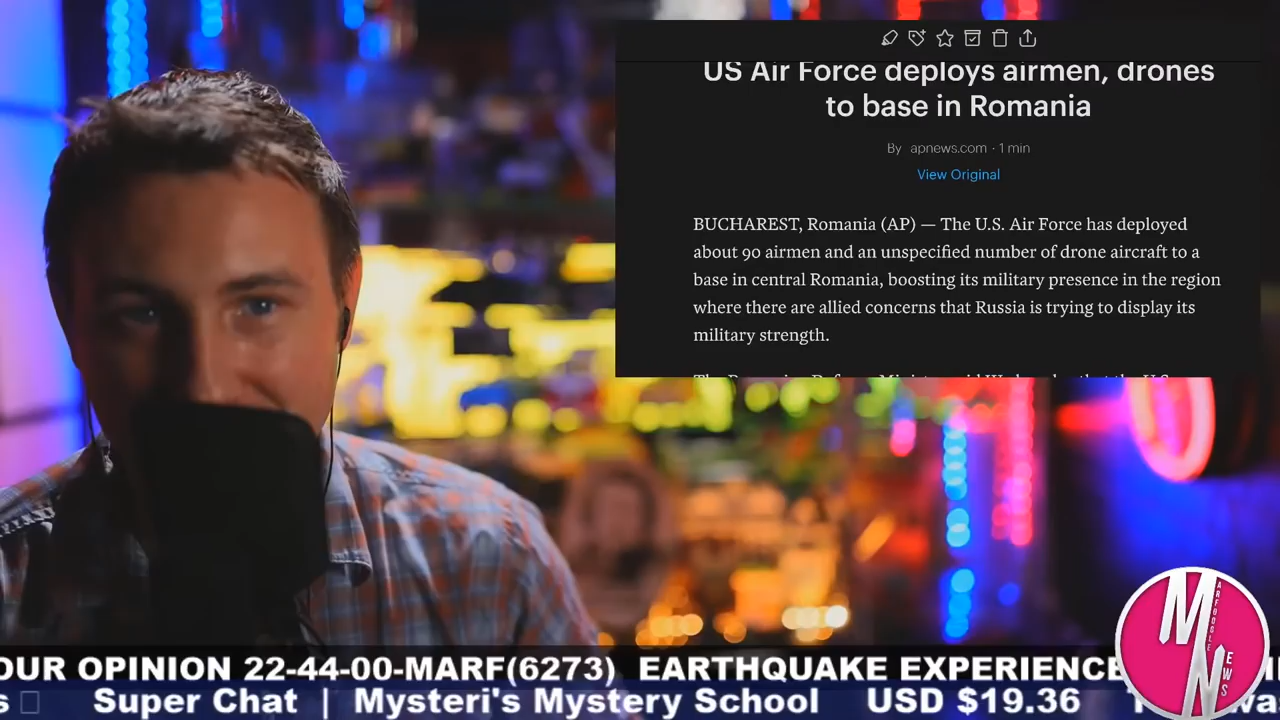 US Air Force deploys airmen, drones
to base in Romania
By apnews.com · 1 min
View Original
BUCHAREST, Romania (AP) — The U.S. Air Force has deployed
about 90 airmen and an unspecified number of drone aircraft to a
base in central Romania, boosting its military presence in the region
where there are allied concerns that Russia is trying to display its
military strength.
OUR OPINION 22-44-00-MARF(6273) EARTHQUAKE EXPERIENCE
Super Chat | Mysteri's Mystery School USD $19.36
MARFOOGLE NEWS